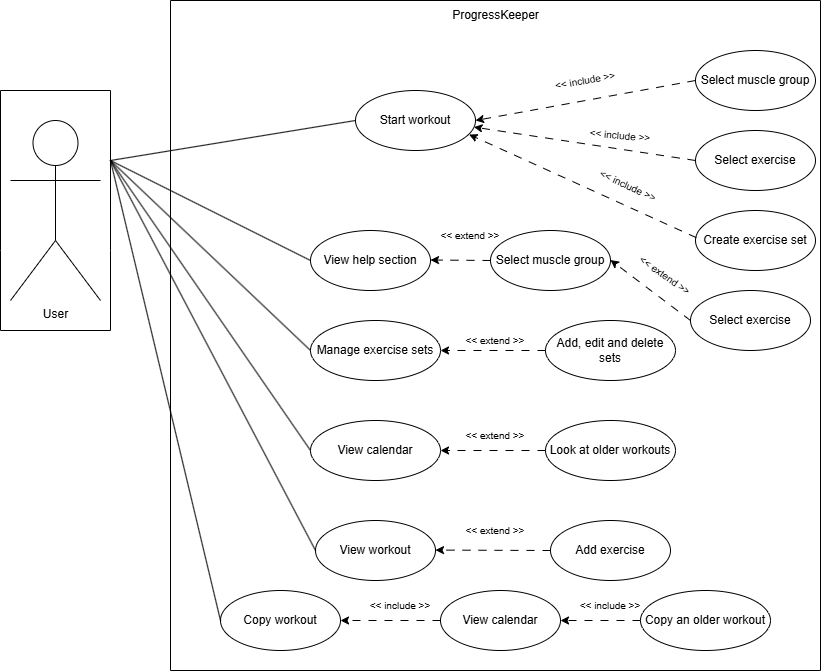 ProgressKeeper
<< include >>
Select muscle group
Start workout
<< include >>
Select exercise
<< include >>
Create exercise set
<< extend >>
View help section
Select muscle group
<< extend >>
User
Select exercise
Manage exercise sets
<< extend >>
Add, edit and delete
sets
<< extend >>
View calendar
Look at older workouts
<< extend >>
View workout
Add exercise
<< include >>
<< include >>
Copy workout
View calendar
Copy an older workout